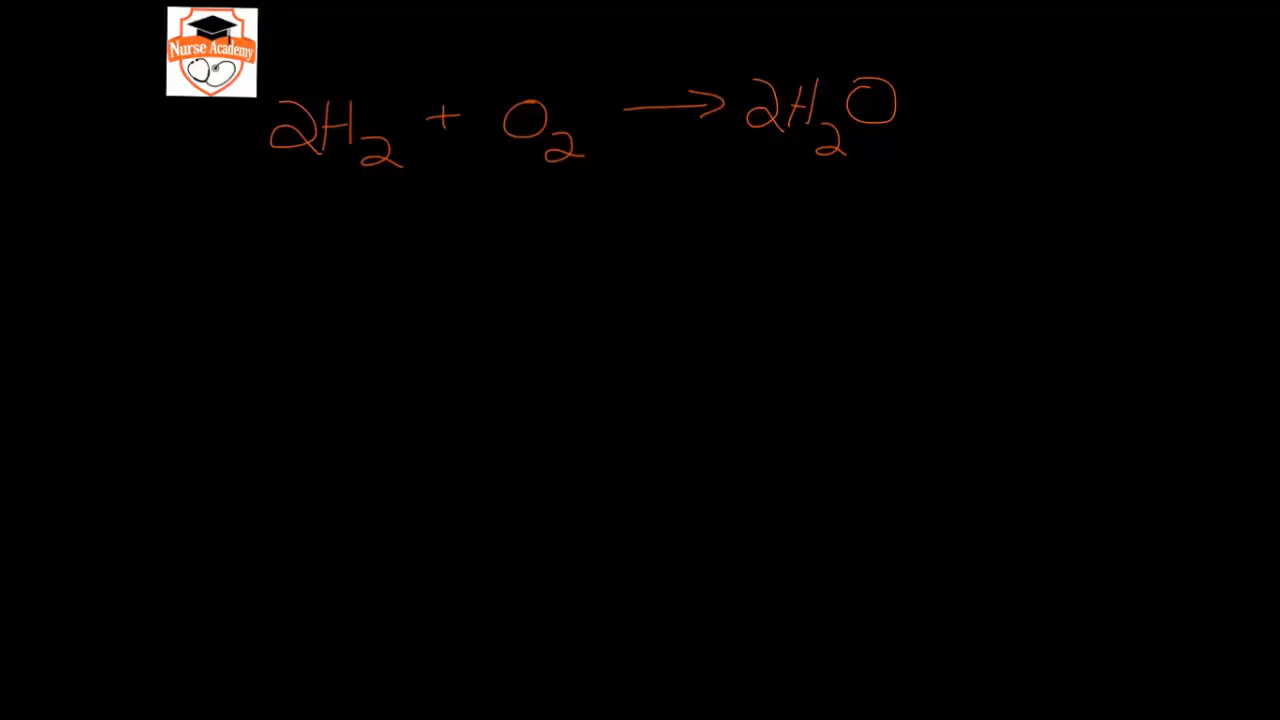 Nurse Academy
2H₂ + O₂ → 2H₂O